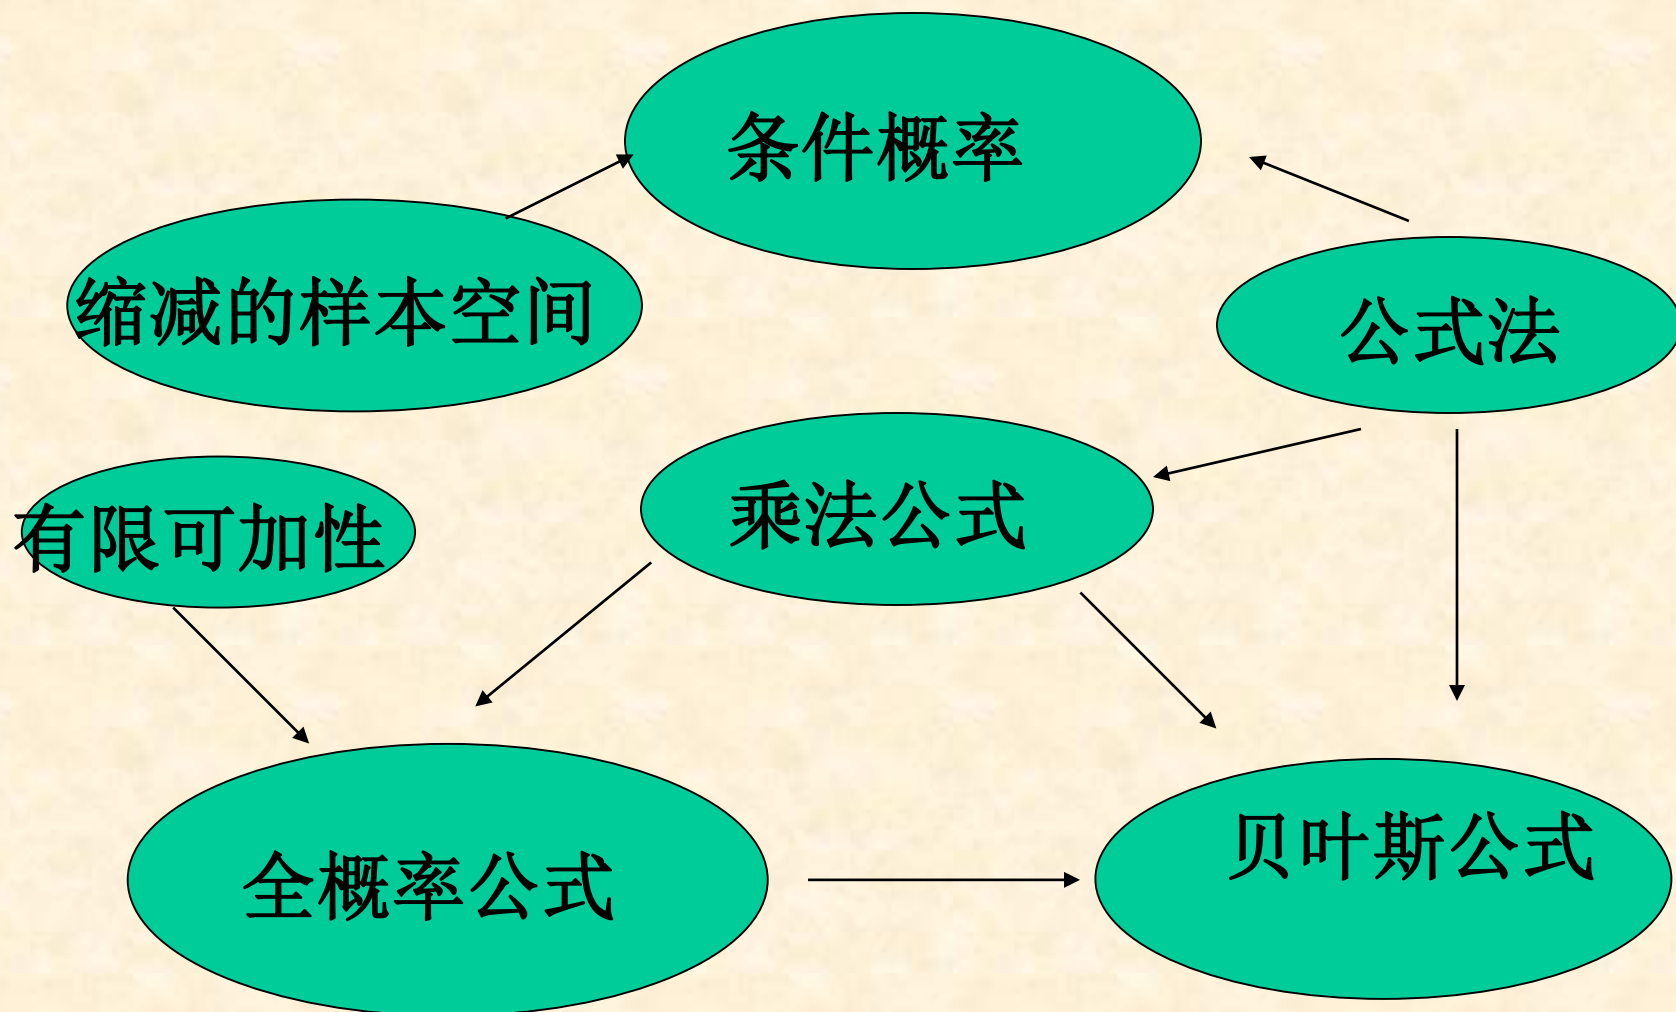 条件概率
缩减的样本空间
公式法
有限可加性
乘法公式
全概率公式
贝叶斯公式